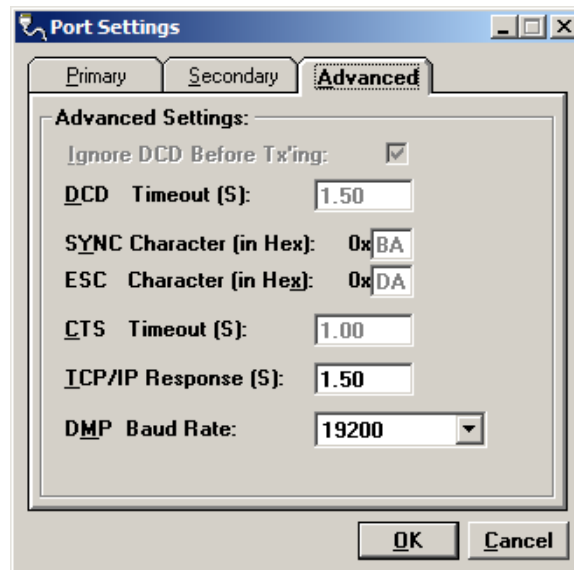 Port Settings
Primary Secondary Advanced
Advanced Settings:
Ignore DCD Before Tx'ing:
DCD Timeout (S): 1.50
SYNC Character (in Hex): 0x BA
ESC Character (in Hex): 0x DA
CTS Timeout (S): 1.00
TCP/IP Response (S): 1.50
DMP Baud Rate: 19200
OK Cancel